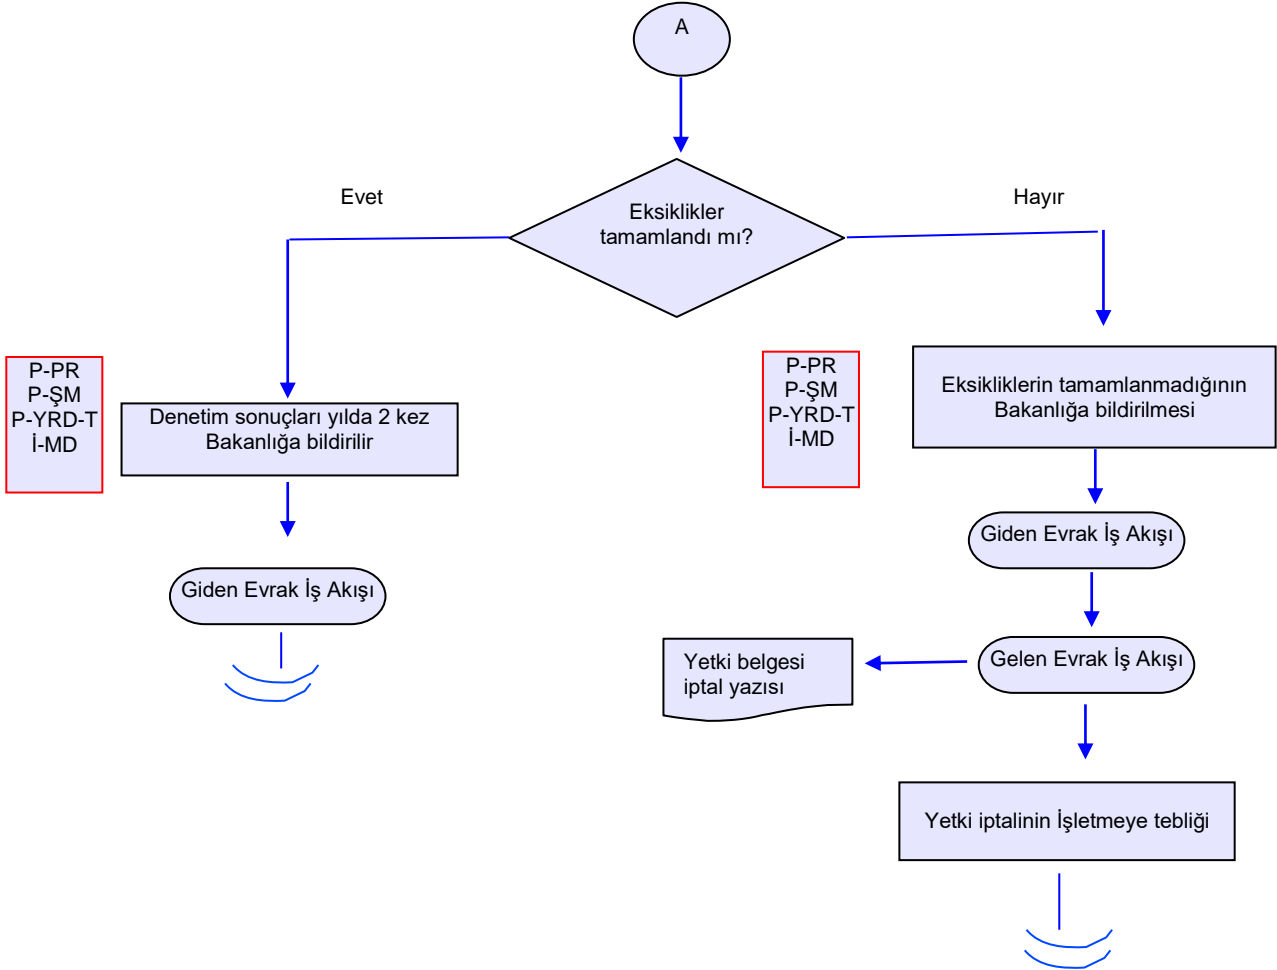 A
Evet
Hayır
Eksiklikler
tamamlandı mı?
P-PR
P-ŞM
P-YRD-T
İ-MD
Denetim sonuçları yılda 2 kez
Bakanlığa bildirilir
Giden Evrak İş Akışı
P-PR
P-ŞM
P-YRD-T
İ-MD
Eksikliklerin tamamlanmadığının
Bakanlığa bildirilmesi
Giden Evrak İş Akışı
Gelen Evrak İş Akışı
Yetki belgesi
iptal yazısı
Yetki iptalinin İşletmeye tebliği